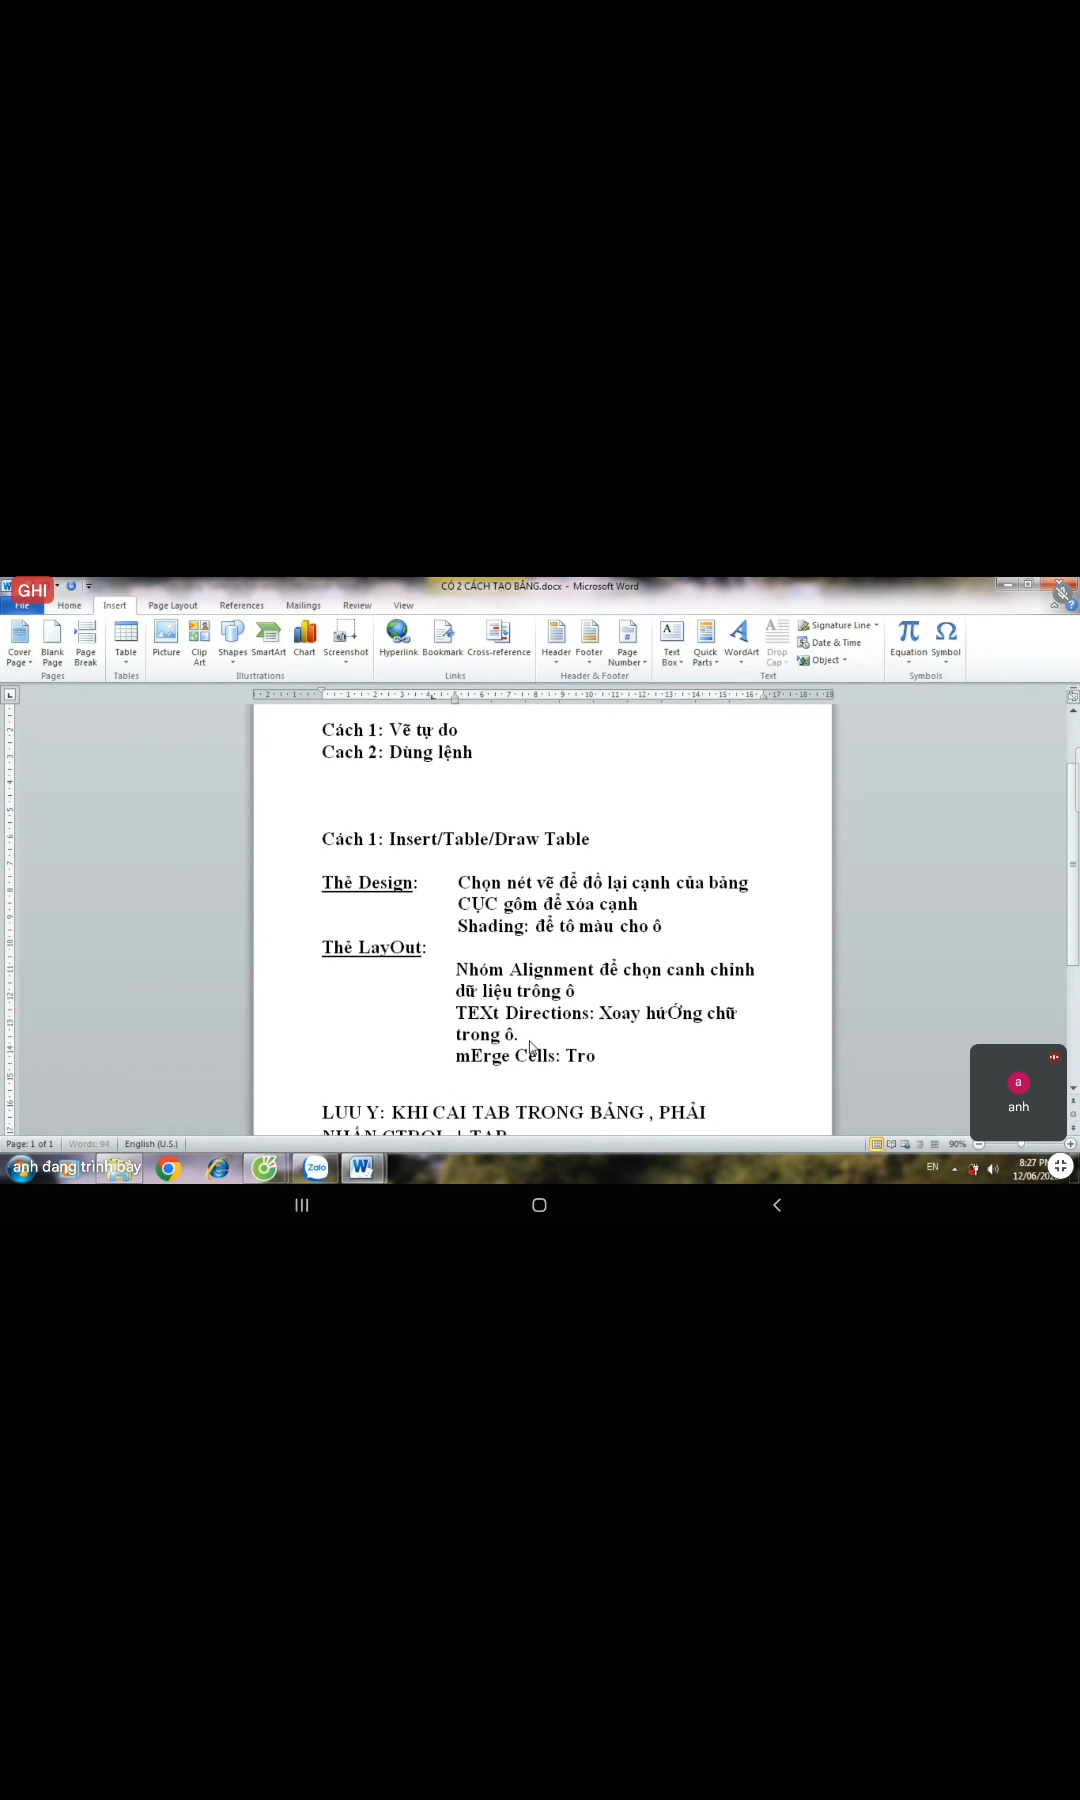 GHI
CÓ 2 CÁCH TẠO BẢNG.docx - Microsoft Word
File Home Insert Page Layout References Mailings Review View
Cover Page Blank Page Page Break Table Picture Clip Art Shapes SmartArt Chart Screenshot Hyperlink Bookmark Cross-reference Header Footer Page Number Text Box Quick Parts WordArt Drop Cap Signature Line Date & Time Object Equation Symbol
Pages Tables Illustrations Links Header & Footer Text Symbols
Cách 1: Vẽ tự do
Cach 2: Dùng lệnh
Cách 1: Insert/Table/Draw Table
Thẻ Design: Chọn nét vẽ để đồ lại cạnh của bảng
CỤC gôm để xóa cạnh
Shading: để tô màu cho ô
Thẻ LayOut:
Nhóm Alignment để chọn canh chỉnh
dữ liệu trông ô
TEXt Directions: Xoay hứỚng chữ
trong ô.
mErge Cells: Tro
LUU Y: KHI CAI TAB TRONG BẢNG , PHẢI
a
anh
Page: 1 of 1 Words: 94 English (U.S.) 90%
anh đang trình bày Zalo EN 8:27 PM
12/06/20